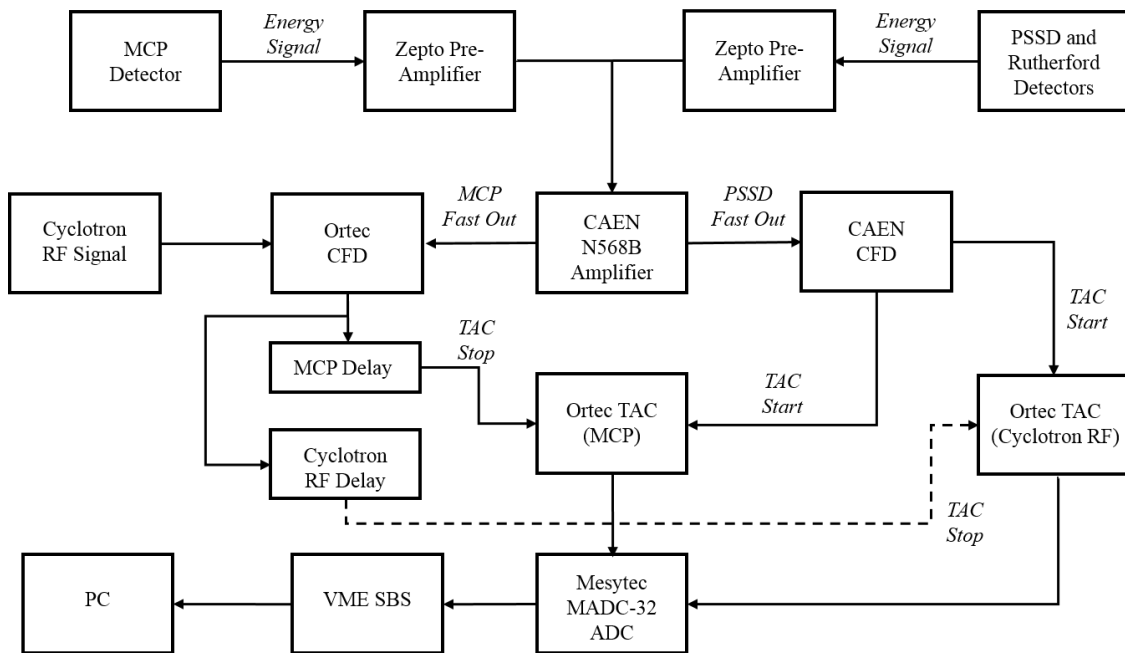 MCP
Detector
Energy
Signal
Zepto Pre-
Amplifier
Zepto Pre-
Amplifier
Energy
Signal
PSSD and
Rutherford
Detectors
Cyclotron
RF Signal
Ortec
CFD
MCP
Fast Out
CAEN
N568B
Amplifier
PSSD
Fast Out
CAEN
CFD
TAC
Start
MCP Delay
TAC
Stop
Ortec TAC
(MCP)
TAC
Start
Ortec TAC
(Cyclotron RF)
Cyclotron
RF Delay
TAC
Stop
PC
VME SBS
Mesytec
MADC-32
ADC